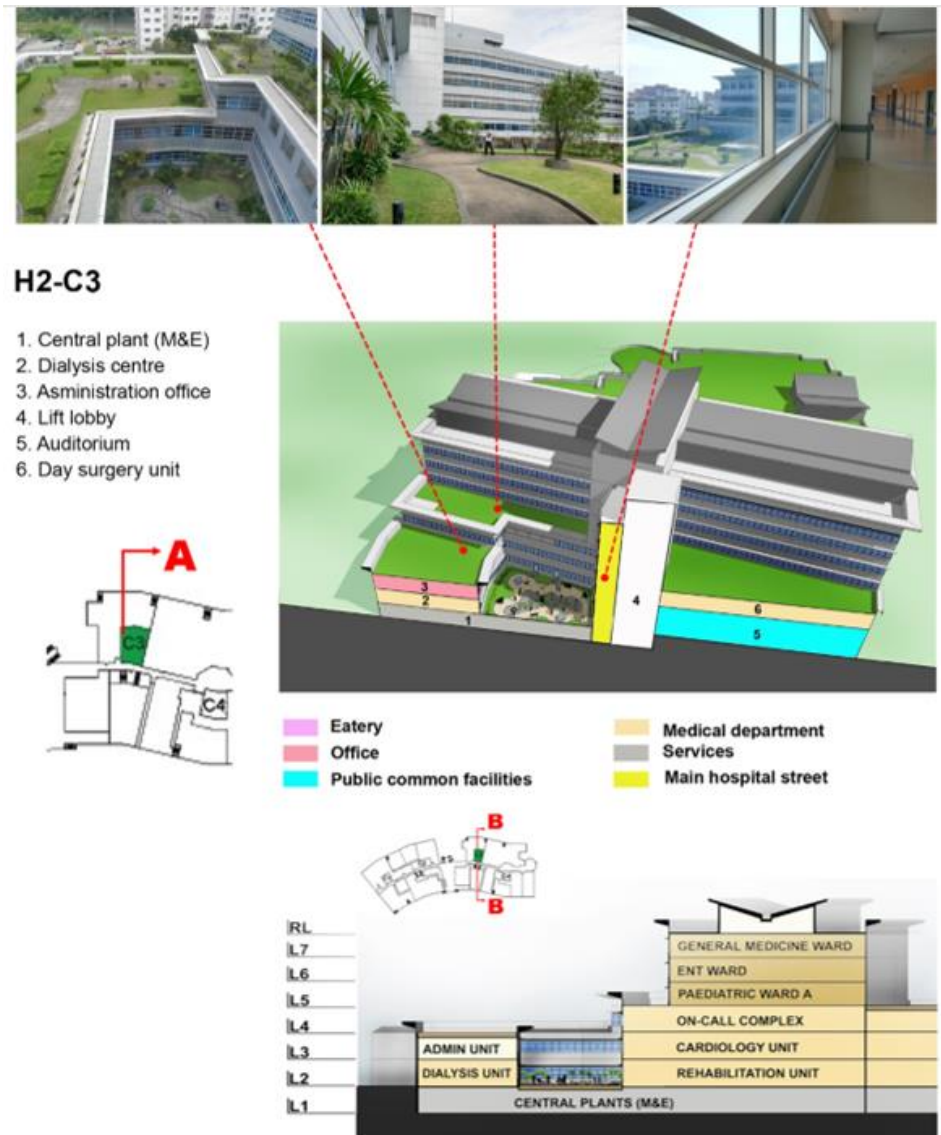 H2-C3
1. Central plant (M&E)
2. Dialysis centre
3. Asministration office
4. Lift lobby
5. Auditorium
6. Day surgery unit
A
C3
C4
3
2
1
4
6
5
Eatery
Office
Public common facilities
Medical department
Services
Main hospital street
B
B
RL
L7
L6
L5
L4
L3
L2
L1
GENERAL MEDICINE WARD
ENT WARD
PAEDIATRIC WARD A
ON-CALL COMPLEX
ADMIN UNIT
CARDIOLOGY UNIT
DIALYSIS UNIT
REHABILITATION UNIT
CENTRAL PLANTS (M&E)